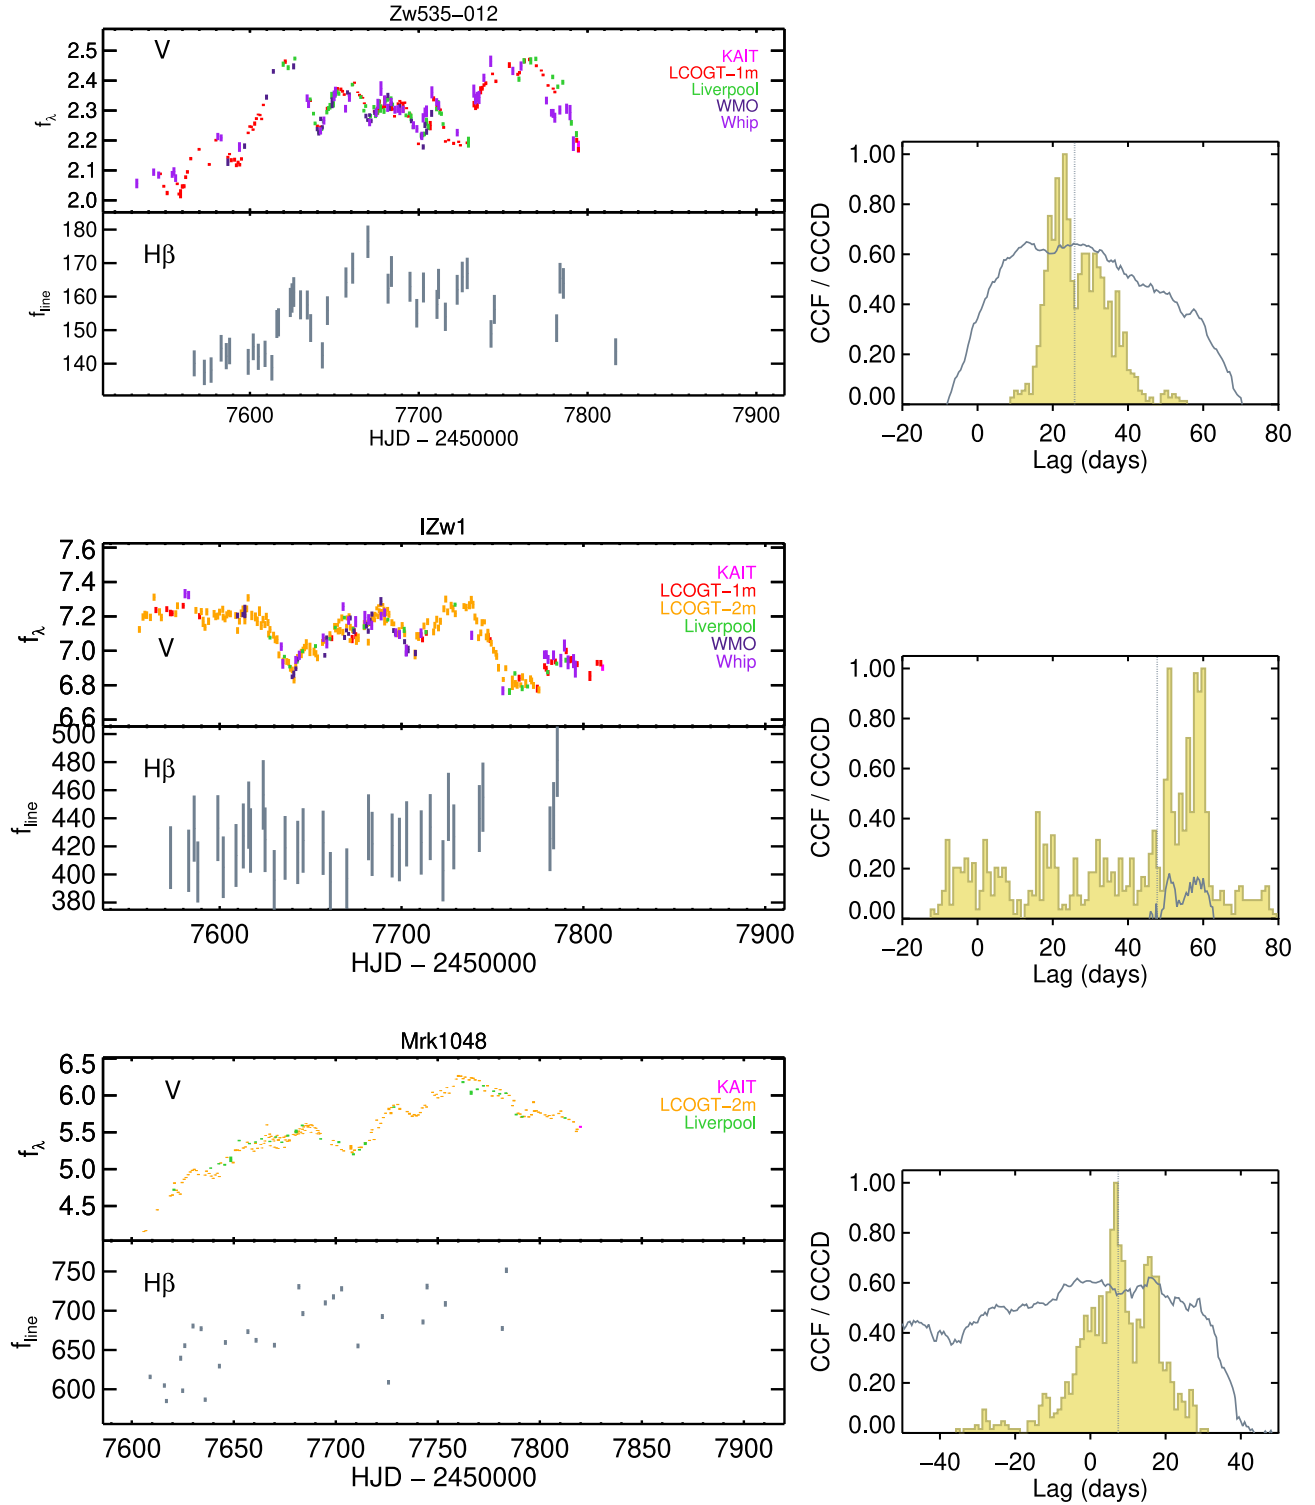 Zw535−012
V
KAIT
LCOGT−1m
Liverpool
WMO
Whip
2.5
2.4
2.3
2.2
2.1
2.0
fλ
Hβ
180
170
160
150
140
fline
7600 7700 7800 7900
HJD − 2450000
1.00
0.80
0.60
0.40
0.20
0.00
CCF / CCCD
−20 0 20 40 60 80
Lag (days)
IZw1
7.6
7.4
7.2
7.0
6.8
6.6
fλ
V
KAIT
LCOGT−1m
LCOGT−2m
Liverpool
WMO
Whip
Hβ
500
480
460
440
420
400
380
fline
7600 7700 7800 7900
HJD − 2450000
1.00
0.80
0.60
0.40
0.20
0.00
CCF / CCCD
−20 0 20 40 60 80
Lag (days)
Mrk1048
6.5
6.0
5.5
5.0
4.5
fλ
V
KAIT
LCOGT−2m
Liverpool
Hβ
750
700
650
600
fline
7600 7650 7700 7750 7800 7850 7900
HJD − 2450000
1.00
0.80
0.60
0.40
0.20
0.00
CCF / CCCD
−40 −20 0 20 40
Lag (days)